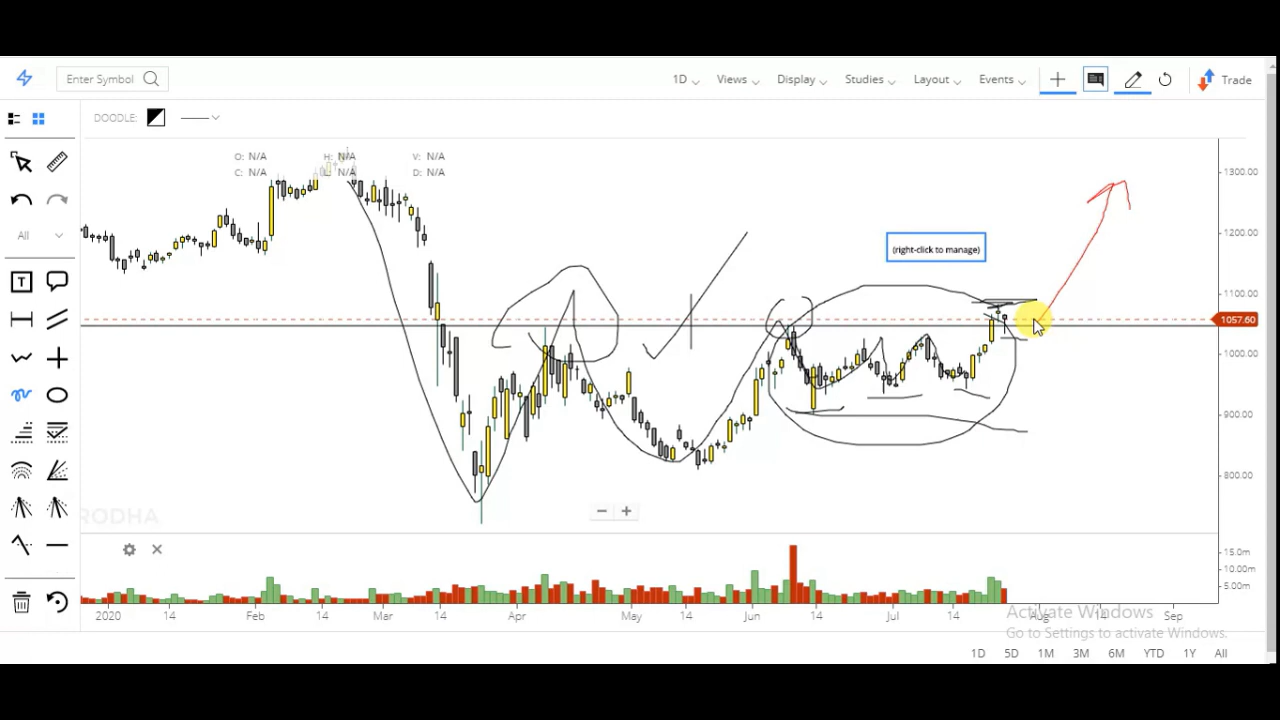 Enter Symbol
1D Views Display Studies Layout Events Trade
DOODLE:
O: N/A H: N/A V: N/A
C: N/A L: N/A D: N/A
All
T
1300.00
1200.00
(right-click to manage)
1100.00
1057.60
1000.00
900.00
800.00
RODHA
15.0m
10.00m
5.00m
2020 14 Feb 14 Mar 14 Apr May 14 Jun 14 Jul 14 Aug 14 Sep
Activate Windows
Go to Settings to activate Windows.
1D 5D 1M 3M 6M YTD 1Y All